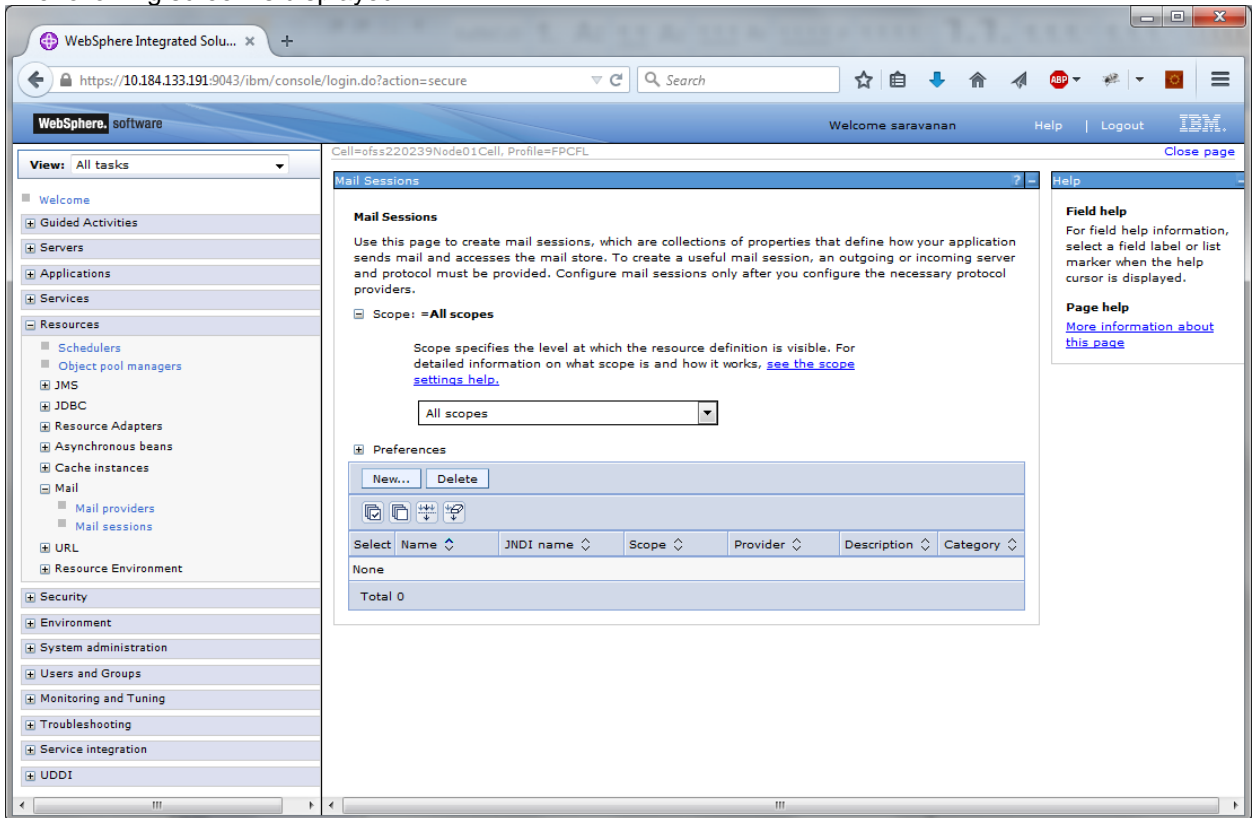 WebSphere Integrated Solu... × +
https://10.184.133.191:9043/ibm/console/login.do?action=secure
Search
ABP
WebSphere. software
Welcome saravanan
Help | Logout
IBM.
View: All tasks
Welcome
Guided Activities
Servers
Applications
Services
Resources
Schedulers
Object pool managers
JMS
JDBC
Resource Adapters
Asynchronous beans
Cache instances
Mail
Mail providers
Mail sessions
URL
Resource Environment
Security
Environment
System administration
Users and Groups
Monitoring and Tuning
Troubleshooting
Service integration
UDDI
Cell=ofss220239Node01Cell, Profile=FPCFL
Close page
Mail Sessions
? -
Mail Sessions
Use this page to create mail sessions, which are collections of properties that define how your application
sends mail and accesses the mail store. To create a useful mail session, an outgoing or incoming server
and protocol must be provided. Configure mail sessions only after you configure the necessary protocol
providers.
Scope: =All scopes
Scope specifies the level at which the resource definition is visible. For
detailed information on what scope is and how it works, see the scope
settings help.
All scopes
Preferences
New... Delete
Select Name JNDI name Scope Provider Description Category
None
Total 0
Help
Field help
For field help information,
select a field label or list
marker when the help
cursor is displayed.
Page help
More information about
this page